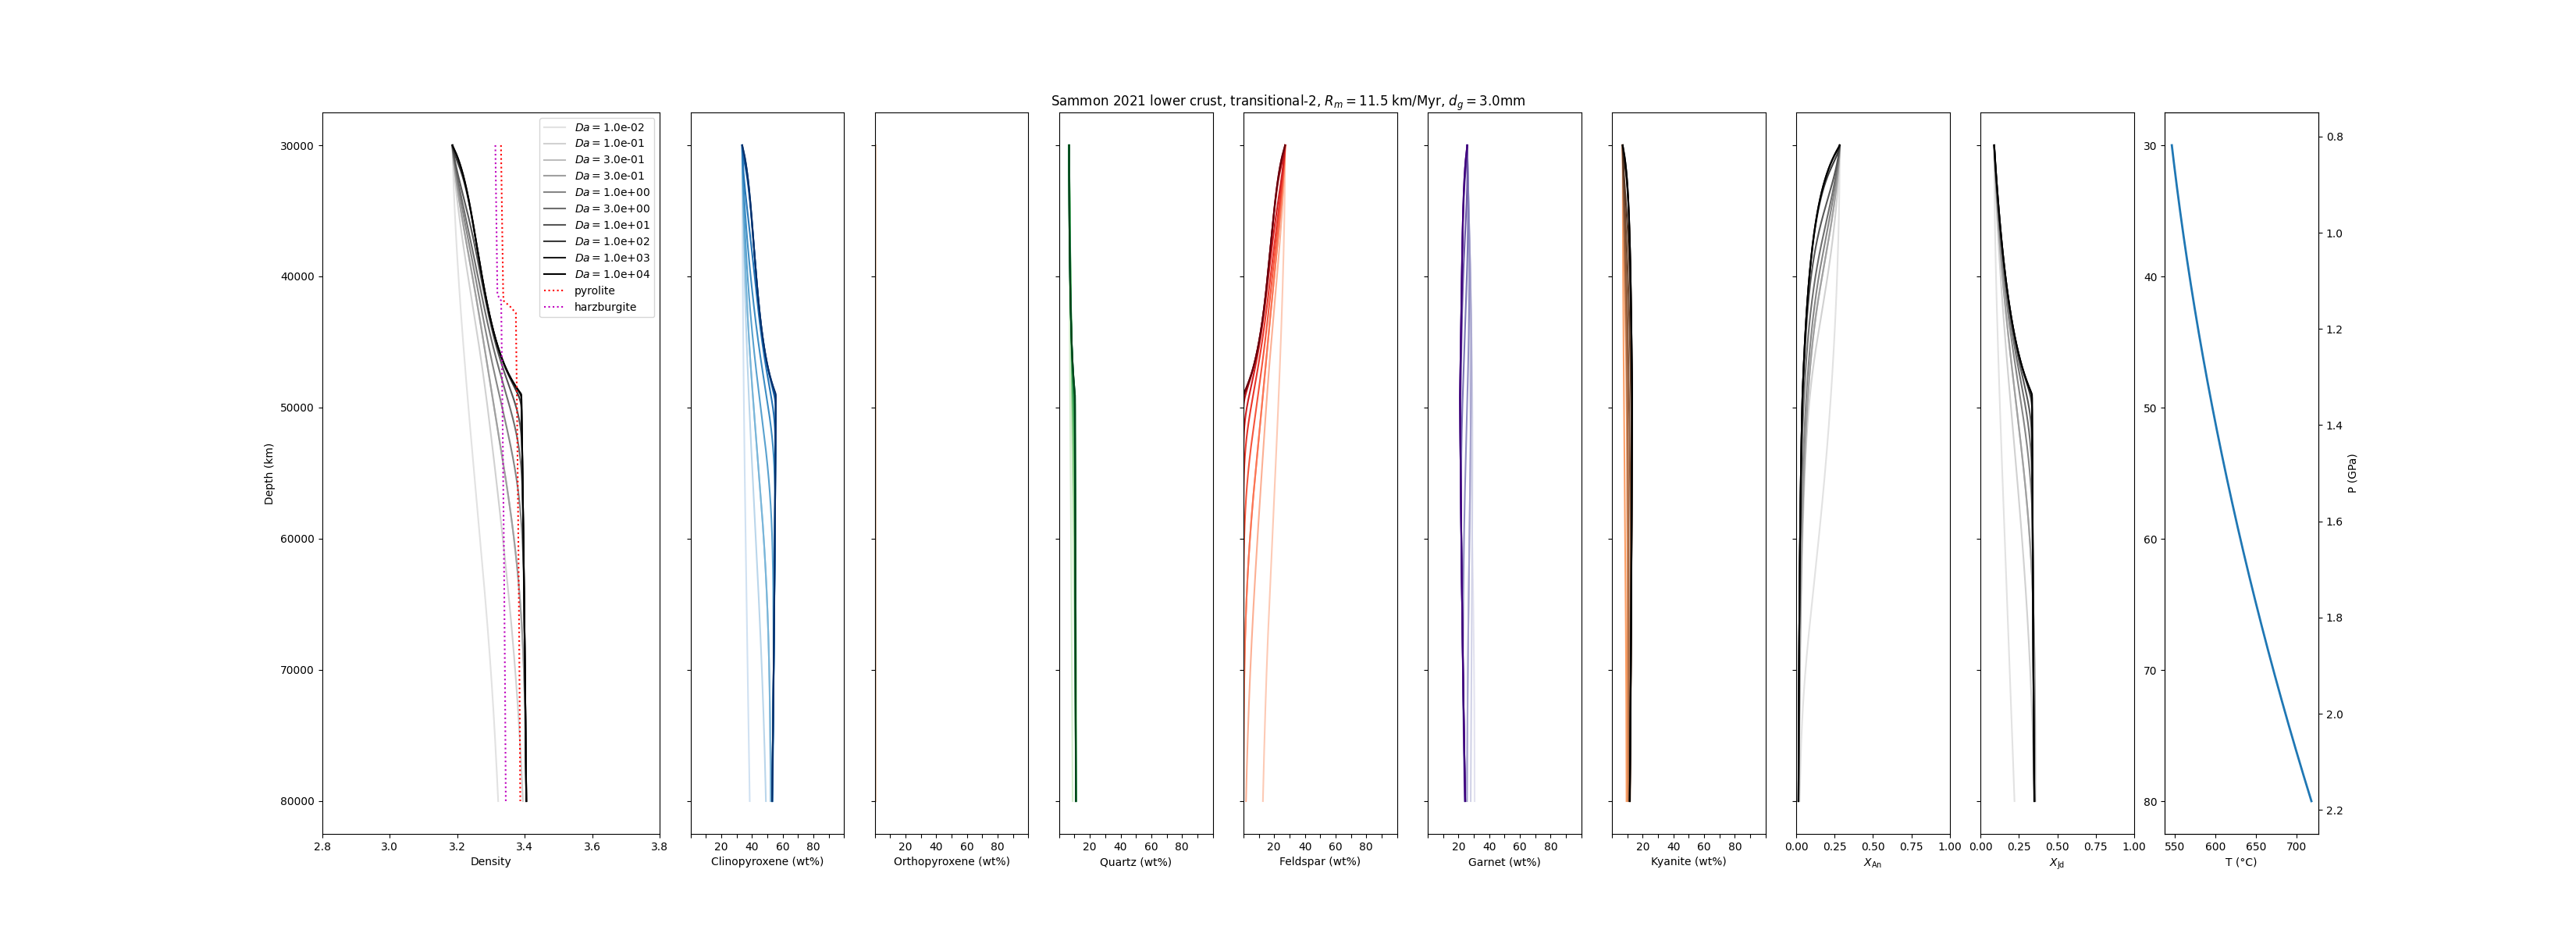 Sammon 2021 lower crust, transitional-2, R_m = 11.5 km/Myr, d_g = 3.0mm
Da = 1.0e-02
Da = 1.0e-01
Da = 3.0e-01
Da = 3.0e-01
Da = 1.0e+00
Da = 3.0e+00
Da = 1.0e+01
Da = 1.0e+02
Da = 1.0e+03
Da = 1.0e+04
pyrolite
harzburgite
Depth (km)
30000
40000
50000
60000
70000
80000
2.8 3.0 3.2 3.4 3.6 3.8
Density
20 40 60 80
Clinopyroxene (wt%)
20 40 60 80
Orthopyroxene (wt%)
20 40 60 80
Quartz (wt%)
20 40 60 80
Feldspar (wt%)
20 40 60 80
Garnet (wt%)
20 40 60 80
Kyanite (wt%)
0.00 0.25 0.50 0.75 1.00
X_An
0.00 0.25 0.50 0.75 1.00
X_Jd
30
40
50
60
70
80
550 600 650 700
T (°C)
0.8
1.0
1.2
1.4
1.6
1.8
2.0
2.2
P (GPa)